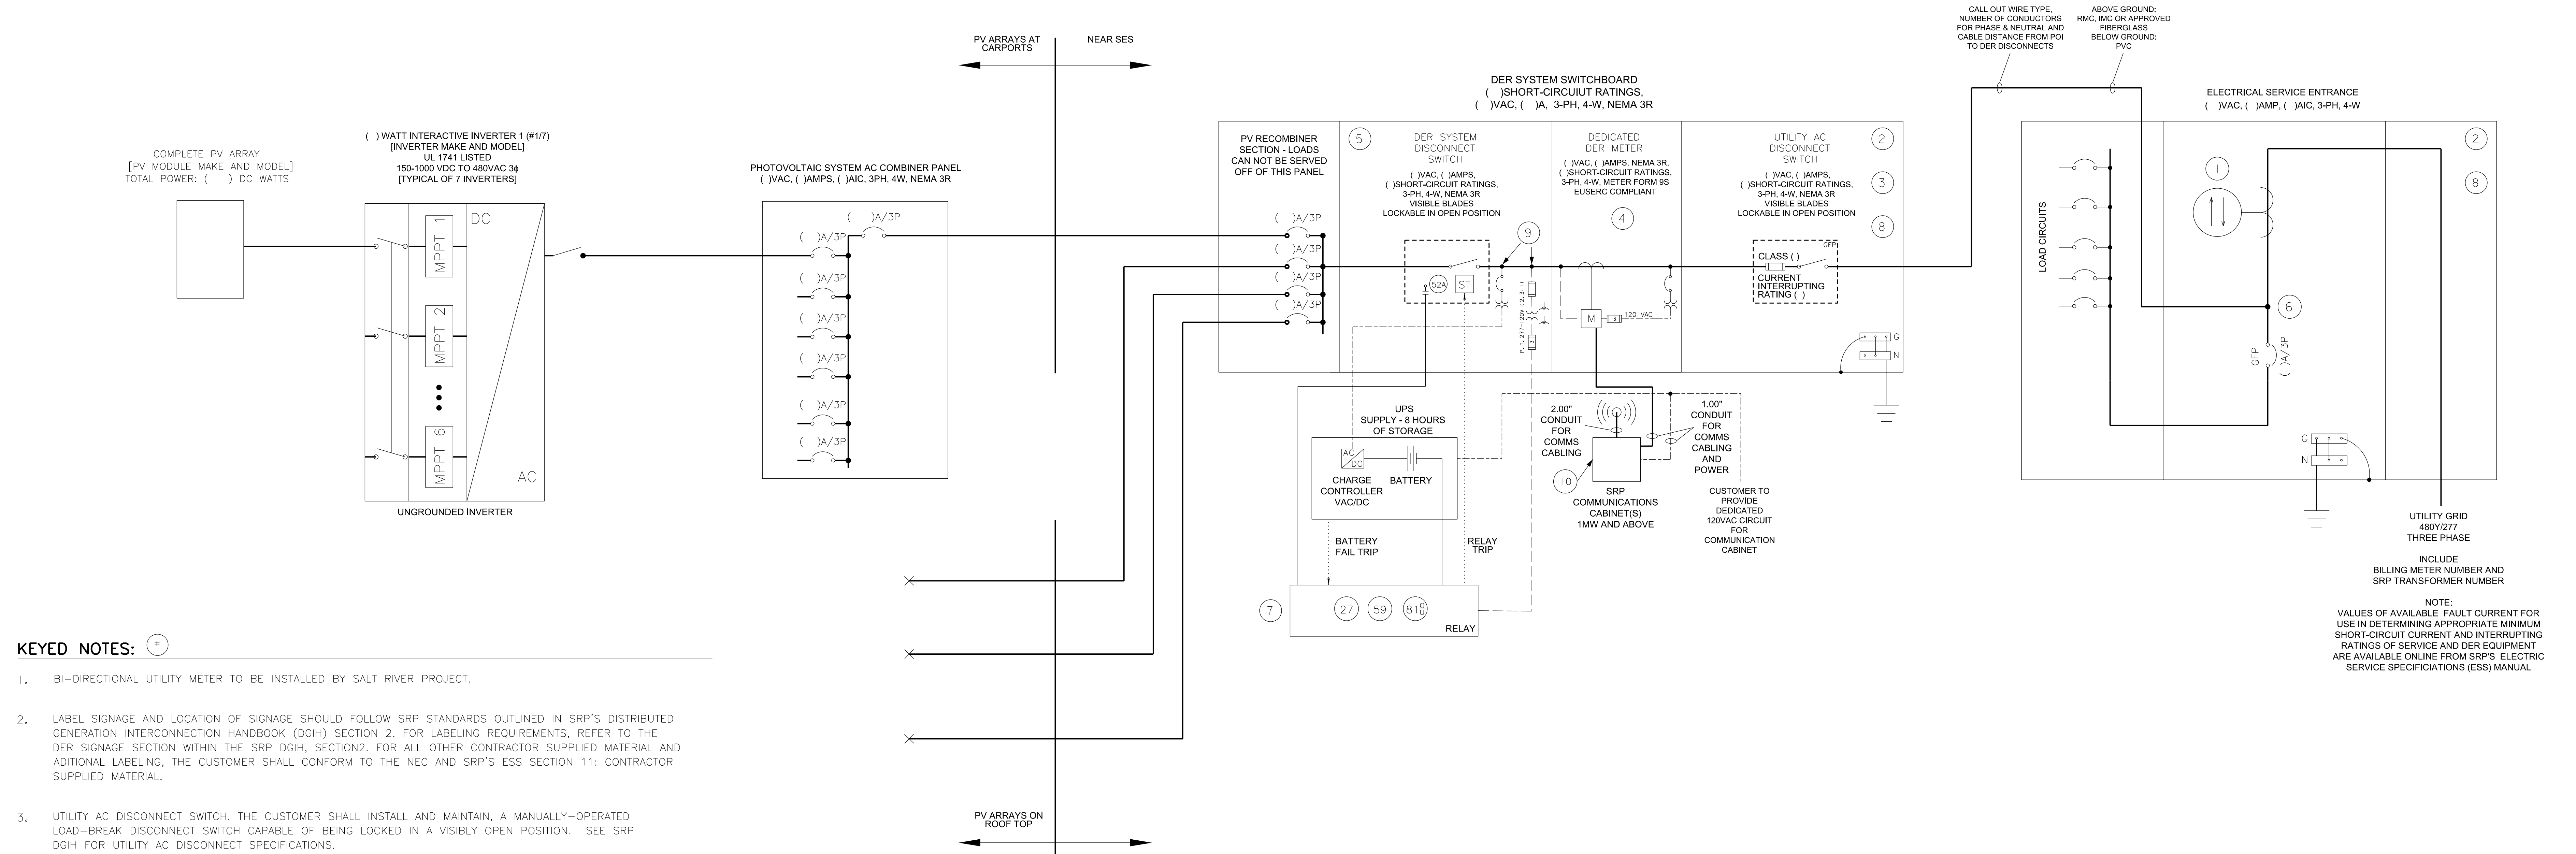 CALL OUT WIRE TYPE,
NUMBER OF CONDUCTORS
FOR PHASE & NEUTRAL AND
CABLE DISTANCE FROM POI
TO DER DISCONNECTS
ABOVE GROUND:
RMC, IMC OR APPROVED
FIBERGLASS
BELOW GROUND:
PVC
PV ARRAYS AT
CARPORTS
NEAR SES
DER SYSTEM SWITCHBOARD
(    )SHORT-CIRCUIUT RATINGS,
(    )VAC, (    )A,  3-PH, 4-W, NEMA 3R
ELECTRICAL SERVICE ENTRANCE
(    )VAC, (    )AMP, (    )AIC, 3-PH, 4-W
COMPLETE PV ARRAY
[PV MODULE MAKE AND MODEL]
TOTAL POWER: (    ) DC WATTS
(    ) WATT INTERACTIVE INVERTER 1 (#1/7)
[INVERTER MAKE AND MODEL]
UL 1741 LISTED
150-1000 VDC TO 480VAC 3ϕ
[TYPICAL OF 7 INVERTERS]
DC
MPPT 1
MPPT 2
MPPT 6
AC
UNGROUNDED INVERTER
PHOTOVOLTAIC SYSTEM AC COMBINER PANEL
(    )VAC, (    )AMPS, (    )AIC, 3PH, 4W, NEMA 3R
(    )A/3P
(    )A/3P
(    )A/3P
(    )A/3P
(    )A/3P
(    )A/3P
(    )A/3P
PV RECOMBINER
SECTION - LOADS
CAN NOT BE SERVED
OFF OF THIS PANEL
(    )A/3P
(    )A/3P
(    )A/3P
(    )A/3P
5
DER SYSTEM
DISCONNECT
SWITCH
(    )VAC, (    )AMPS,
(    )SHORT-CIRCUIT RATINGS,
3-PH, 4-W, NEMA 3R
VISIBLE BLADES
LOCKABLE IN OPEN POSITION
52A
ST
9
P.T. 277-120V (2.3:1)
3
DEDICATED
DER METER
(    )VAC, (    )AMPS, NEMA 3R,
(    )SHORT-CIRCUIT RATINGS,
3-PH, 4-W, METER FORM 9S
EUSERC COMPLIANT
4
M
3
120 VAC
UTILITY AC
DISCONNECT
SWITCH
(    )VAC, (    )AMPS,
(    )SHORT-CIRCUIT RATINGS,
3-PH, 4-W, NEMA 3R
VISIBLE BLADES
LOCKABLE IN OPEN POSITION
2
3
8
GFP
CLASS ( )
CURRENT
INTERRUPTING
RATING ( )
G
N
LOAD CIRCUITS
1
2
8
6
GFP
(    )A/3P
G
N
UPS
SUPPLY - 8 HOURS
OF STORAGE
AC
DC
CHARGE
CONTROLLER
VAC/DC
BATTERY
BATTERY
FAIL TRIP
RELAY
TRIP
7
27
59
81 O
U
RELAY
2.00"
CONDUIT
FOR
COMMS
CABLING
1.00"
CONDUIT
FOR
COMMS
CABLING
AND
POWER
10
SRP
COMMUNICATIONS
CABINET(S)
1MW AND ABOVE
CUSTOMER TO
PROVIDE
DEDICATED
120VAC CIRCUIT
FOR
COMMUNICATION
CABINET
UTILITY GRID
480Y/277
THREE PHASE
INCLUDE
BILLING METER NUMBER AND
SRP TRANSFORMER NUMBER
NOTE:
VALUES OF AVAILABLE  FAULT CURRENT FOR
USE IN DETERMINING APPROPRIATE MINIMUM
SHORT-CIRCUIT CURRENT AND INTERRUPTING
RATINGS OF SERVICE AND DER EQUIPMENT
ARE AVAILABLE ONLINE FROM SRP'S  ELECTRIC
SERVICE SPECIFICIATIONS (ESS) MANUAL
KEYED NOTES: #
1. BI-DIRECTIONAL UTILITY METER TO BE INSTALLED BY SALT RIVER PROJECT.
2. LABEL SIGNAGE AND LOCATION OF SIGNAGE SHOULD FOLLOW SRP STANDARDS OUTLINED IN SRP'S DISTRIBUTED
GENERATION INTERCONNECTION HANDBOOK (DGIH) SECTION 2. FOR LABELING REQUIREMENTS, REFER TO THE
DER SIGNAGE SECTION WITHIN THE SRP DGIH, SECTION2. FOR ALL OTHER CONTRACTOR SUPPLIED MATERIAL AND
ADITIONAL LABELING, THE CUSTOMER SHALL CONFORM TO THE NEC AND SRP'S ESS SECTION 11: CONTRACTOR
SUPPLIED MATERIAL.
3. UTILITY AC DISCONNECT SWITCH. THE CUSTOMER SHALL INSTALL AND MAINTAIN, A MANUALLY-OPERATED
LOAD-BREAK DISCONNECT SWITCH CAPABLE OF BEING LOCKED IN A VISIBLY OPEN POSITION.  SEE SRP
DGIH FOR UTILITY AC DISCONNECT SPECIFICATIONS.
PV ARRAYS ON
ROOF TOP